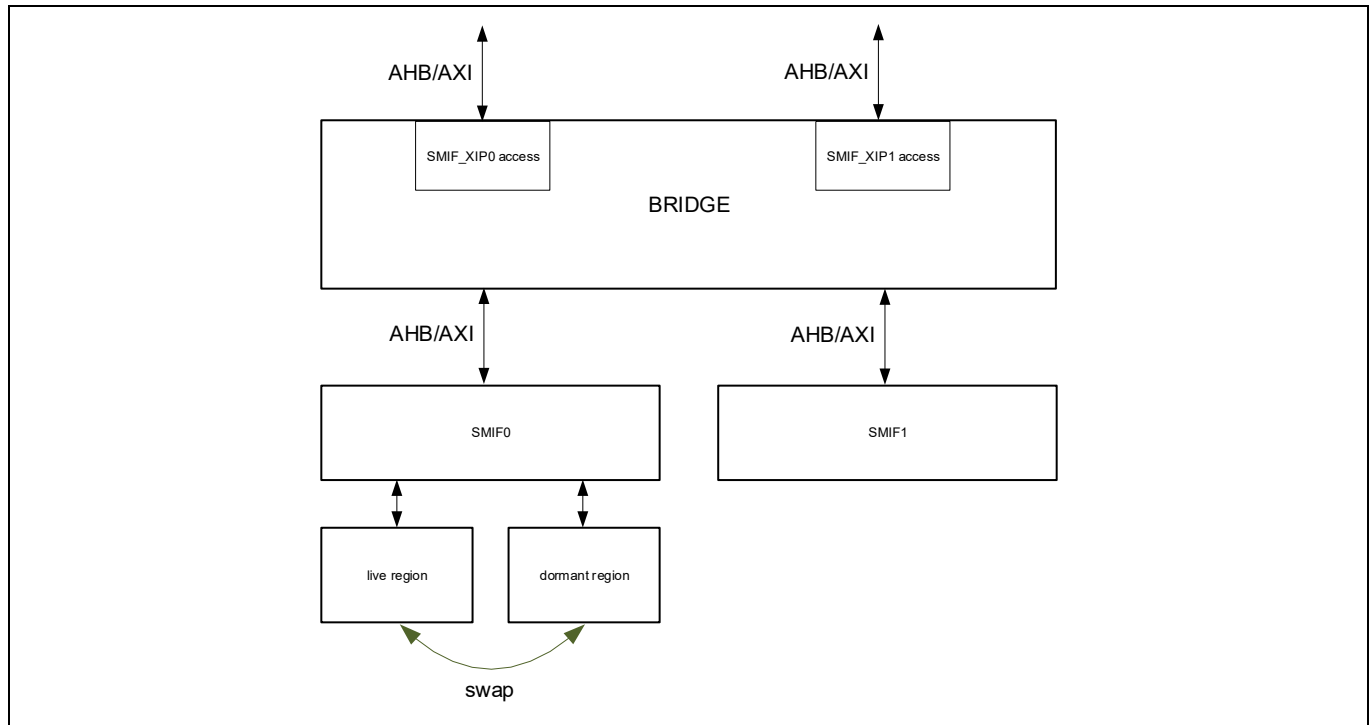 AHB/AXI
AHB/AXI
SMIF_XIP0 access
SMIF_XIP1 access
BRIDGE
AHB/AXI
AHB/AXI
SMIF0
SMIF1
live region
dormant region
swap